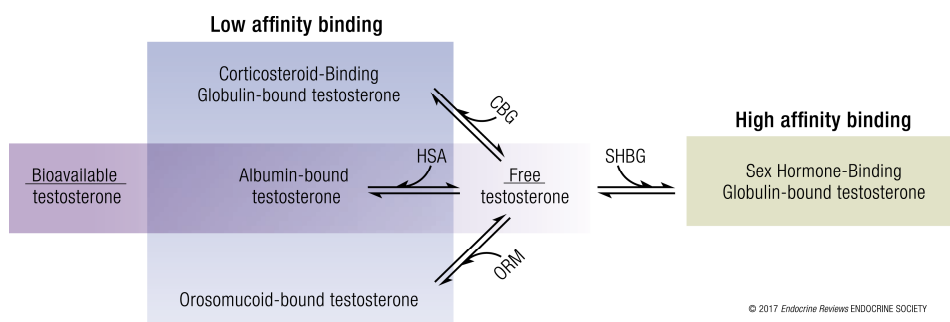 Low affinity binding
Corticosteroid-Binding
Globulin-bound testosterone
CBG
High affinity binding
Bioavailable
testosterone
Albumin-bound
testosterone
HSA
Free
testosterone
SHBG
Sex Hormone-Binding
Globulin-bound testosterone
ORM
Orosomucoid-bound testosterone
© 2017 Endocrine Reviews ENDOCRINE SOCIETY